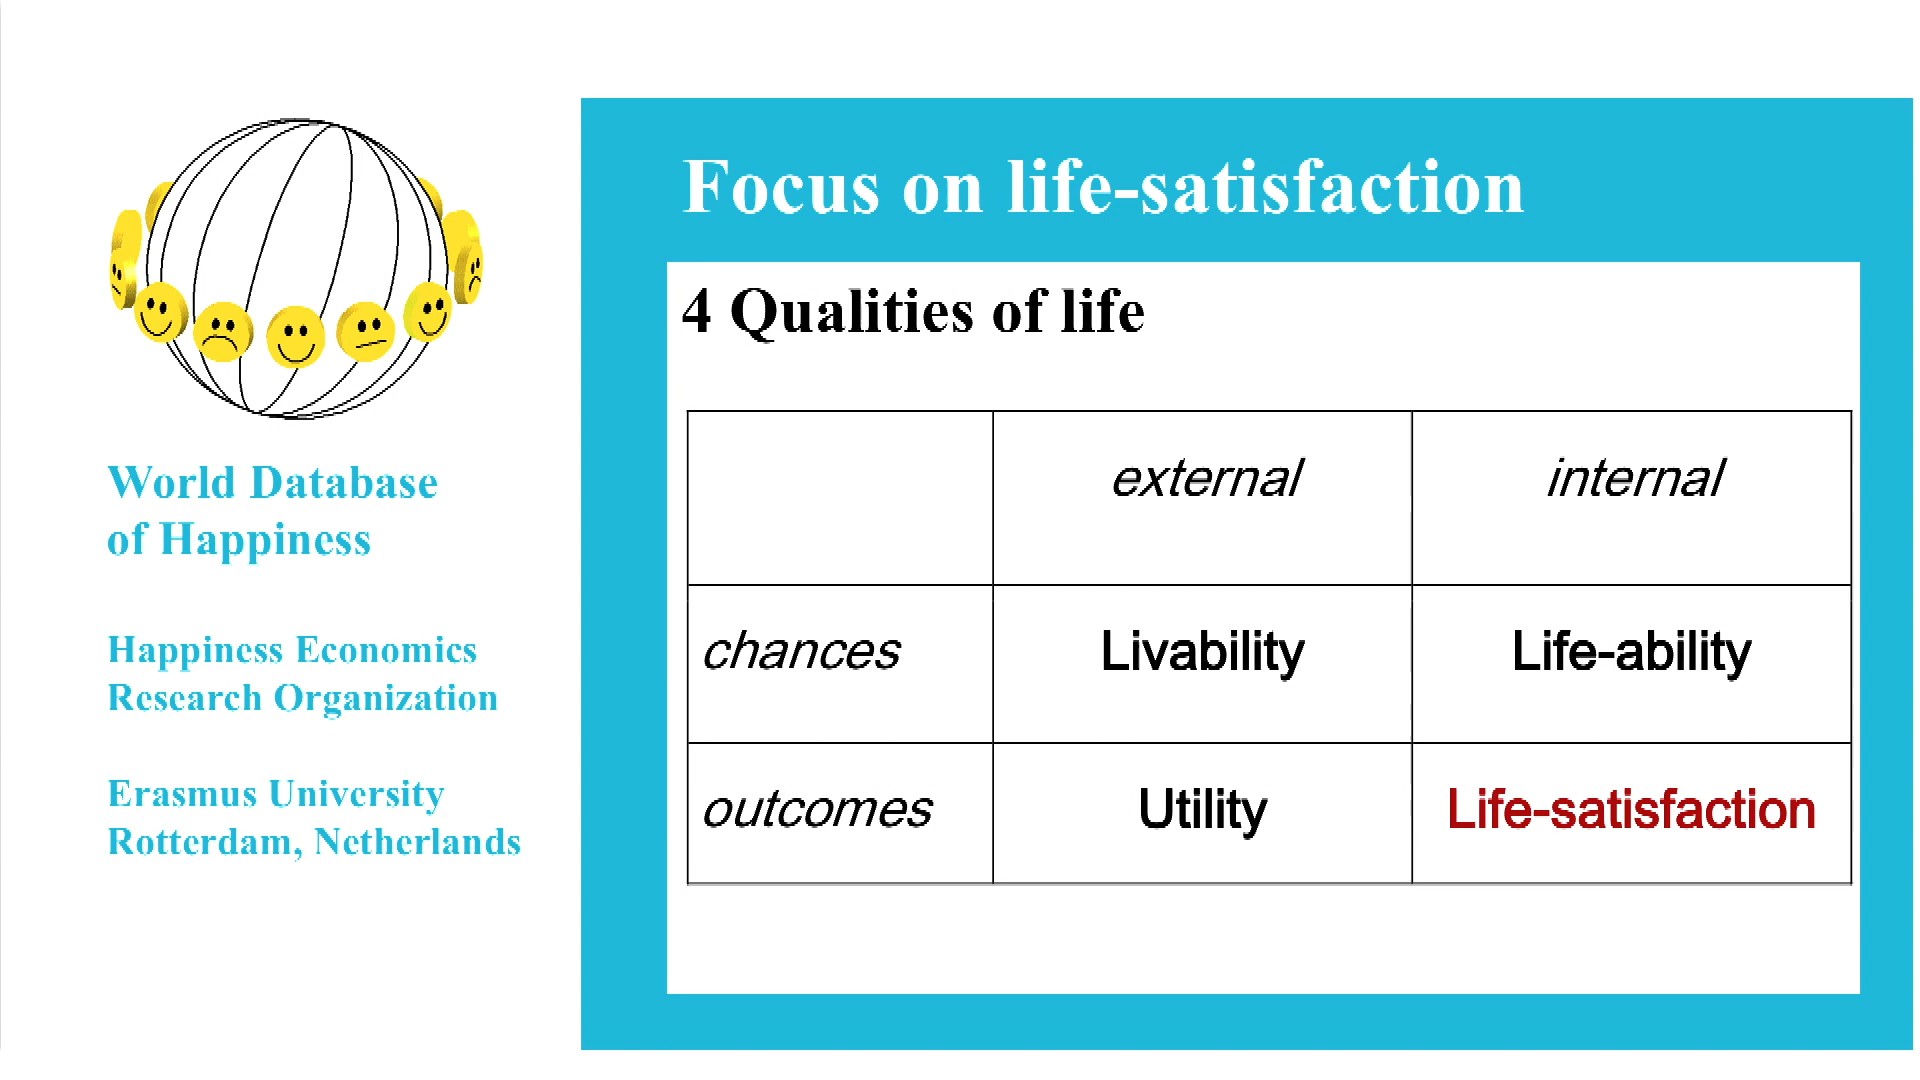 World Database
of Happiness
Happiness Economics
Research Organization
Erasmus University
Rotterdam, Netherlands
Focus on life-satisfaction
4 Qualities of life
external internal
chances Livability Life-ability
outcomes Utility Life-satisfaction